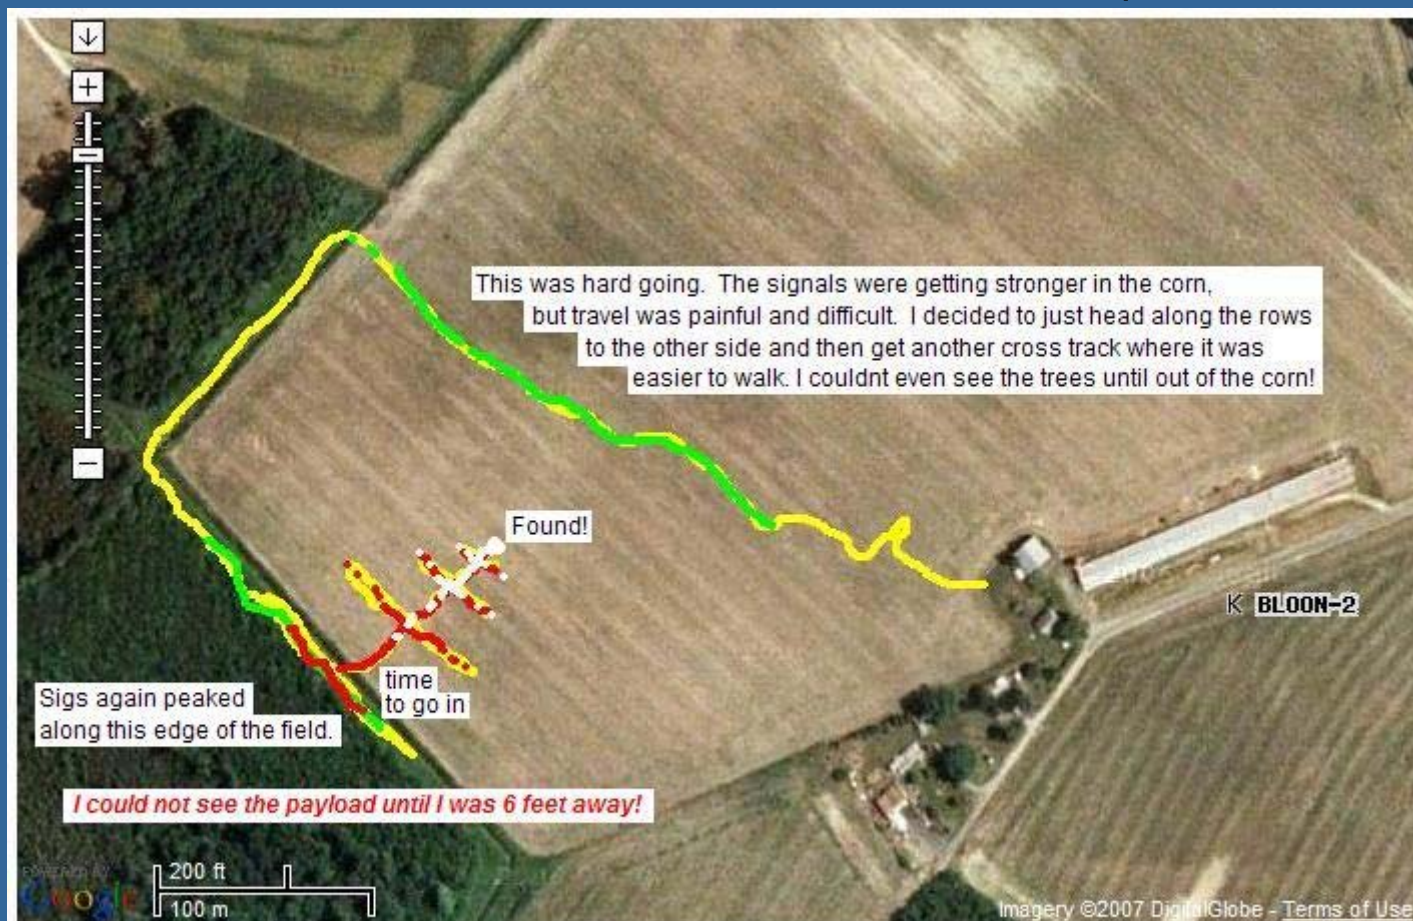 This was hard going. The signals were getting stronger in the corn,
but travel was painful and difficult. I decided to just head along the rows
to the other side and then get another cross track where it was
easier to walk. I couldnt even see the trees until out of the corn!
Found!
K BLOON-2
time
to go in
Sigs again peaked
along this edge of the field.
I could not see the payload until I was 6 feet away!
POWERED BY
Google
200 ft
100 m
Imagery ©2007 DigitalGlobe - Terms of Use